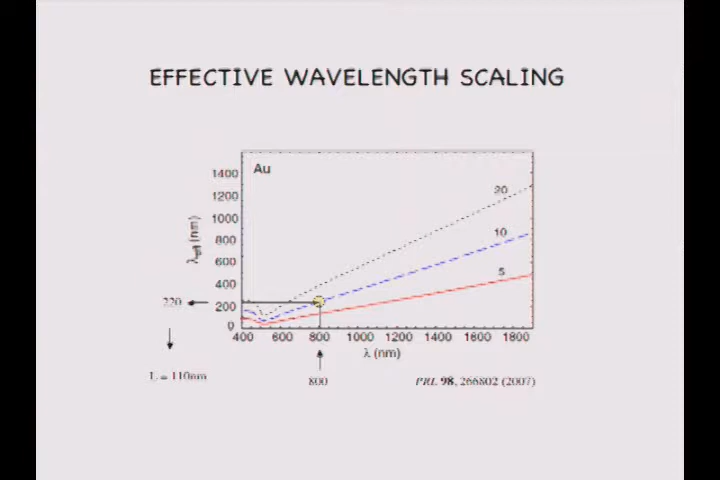 EFFECTIVE WAVELENGTH SCALING
Au
1400
1200
1000
800
600
400
200
0
λeff (nm)
20
10
5
400 600 800 1000 1200 1400 1600 1800
λ (nm)
220
L = 110nm
800
PRL 98, 266802 (2007)